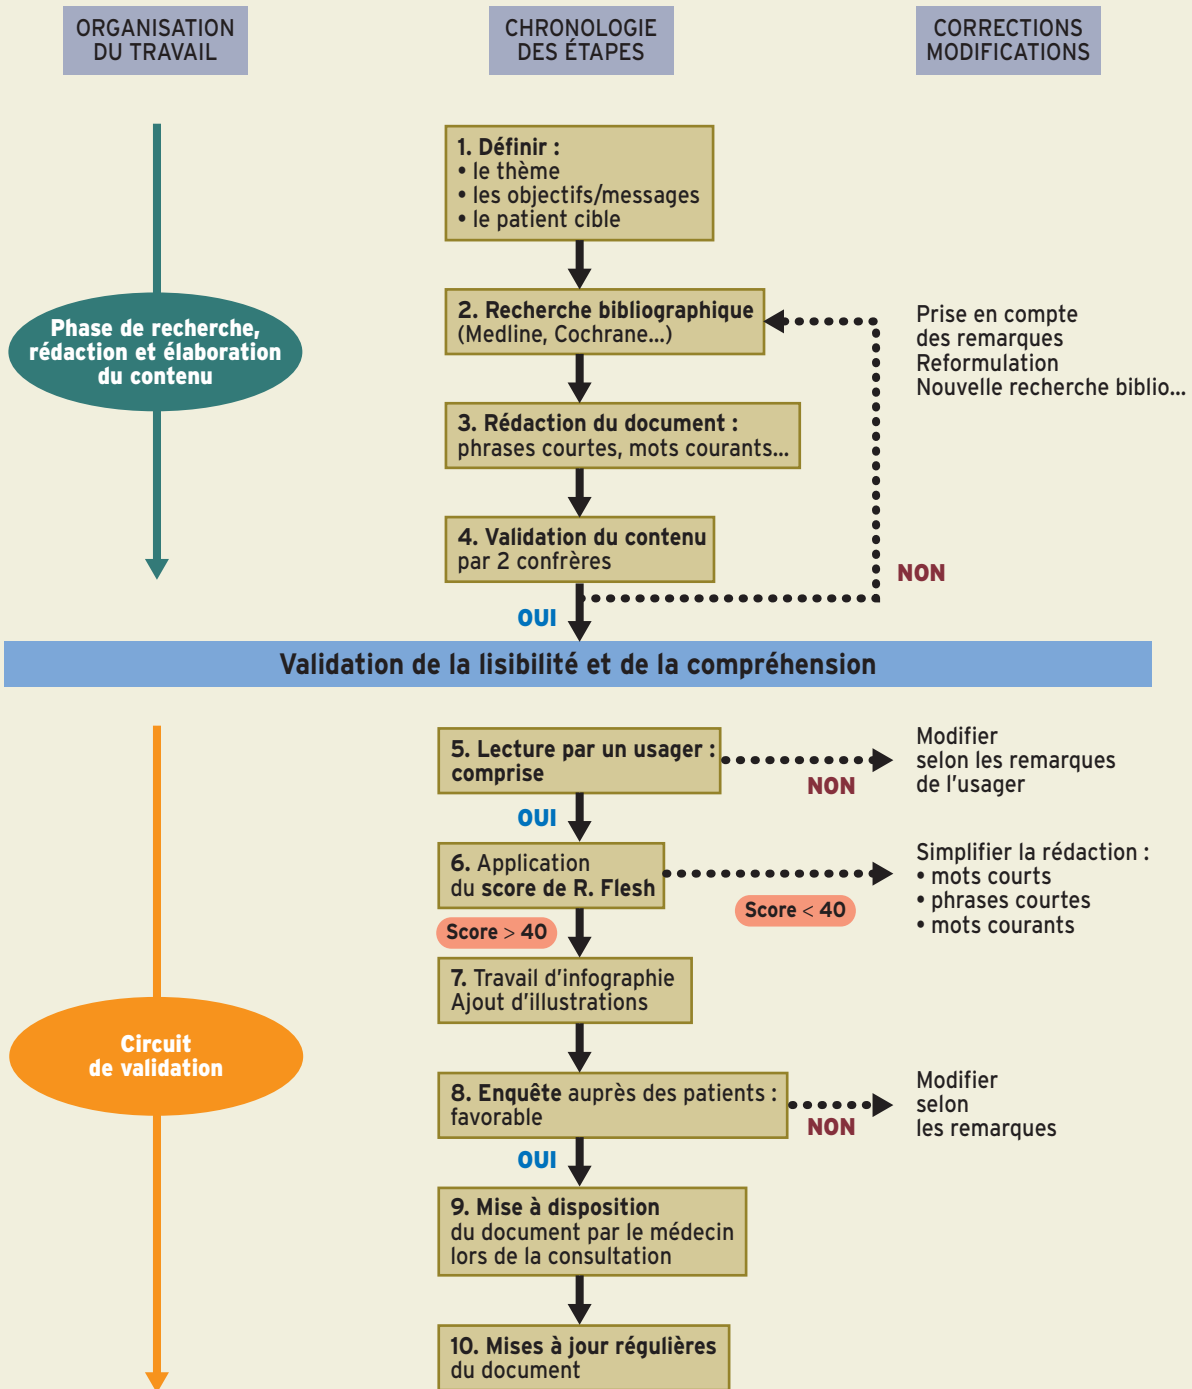 ORGANISATION
DU TRAVAIL
CHRONOLOGIE
DES ÉTAPES
CORRECTIONS
MODIFICATIONS
1. Définir :
• le thème
• les objectifs/messages
• le patient cible
Phase de recherche,
rédaction et élaboration
du contenu
2. Recherche bibliographique
(Medline, Cochrane...)
Prise en compte
des remarques
Reformulation
Nouvelle recherche biblio...
3. Rédaction du document :
phrases courtes, mots courants...
4. Validation du contenu
par 2 confrères
NON
OUI
Validation de la lisibilité et de la compréhension
5. Lecture par un usager :
comprise
NON
Modifier
selon les remarques
de l'usager
OUI
6. Application
du score de R. Flesh
Score < 40
Simplifier la rédaction :
• mots courts
• phrases courtes
• mots courants
Score > 40
7. Travail d'infographie
Ajout d'illustrations
Circuit
de validation
8. Enquête auprès des patients :
favorable
NON
Modifier
selon
les remarques
OUI
9. Mise à disposition
du document par le médecin
lors de la consultation
10. Mises à jour régulières
du document